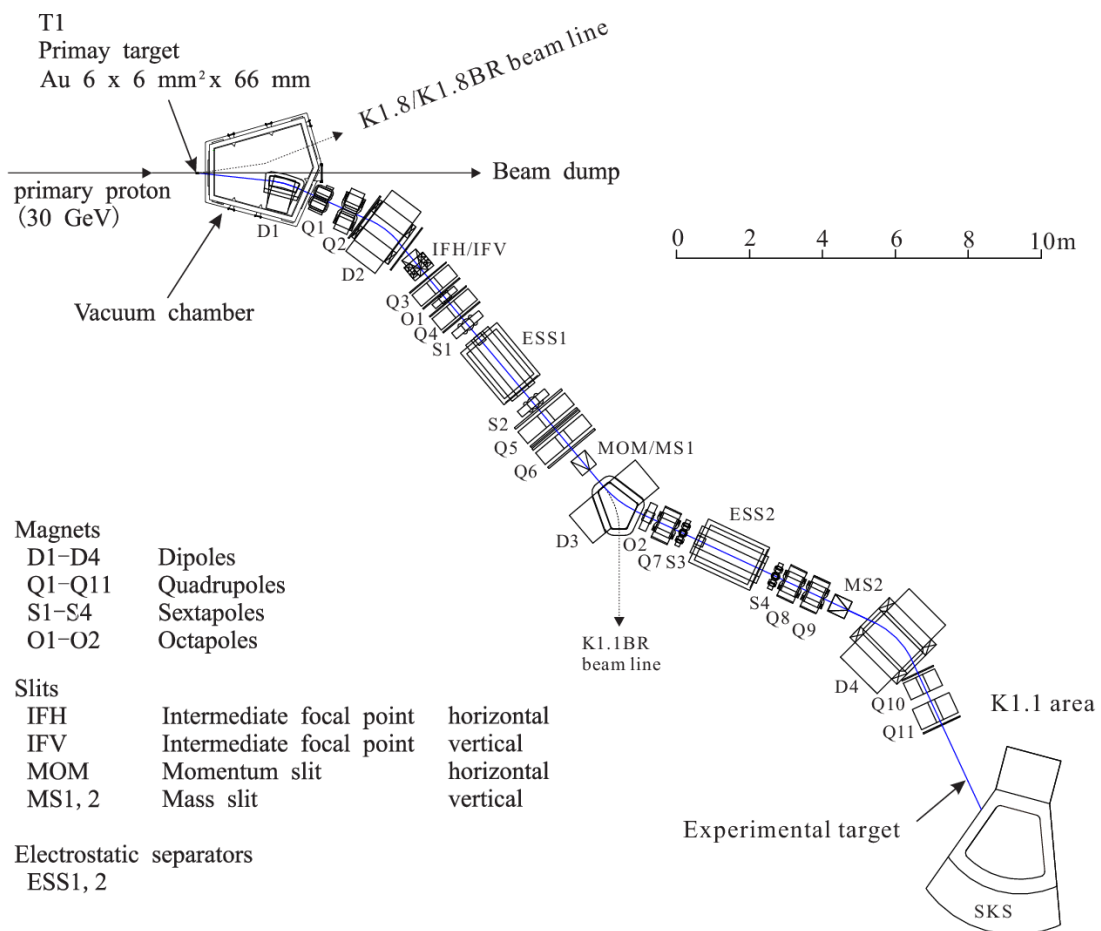 T1
Primay target
Au 6 x 6 mm²x 66 mm
K1.8/K1.8BR beam line
primary proton
(30 GeV)
Beam dump
D1
Q1
Q2
D2
IFH/IFV
0 2 4 6 8 10m
Vacuum chamber
Q3
O1
Q4
S1
ESS1
S2
Q5
Q6
MOM/MS1
D3
O2
Q7
S3
ESS2
S4
Q8
Q9
MS2
K1.1BR
beam line
D4
Q10
Q11
K1.1 area
Experimental target
SKS
Magnets
D1-D4 Dipoles
Q1-Q11 Quadrupoles
S1-S4 Sextapoles
O1-O2 Octapoles
Slits
IFH Intermediate focal point horizontal
IFV Intermediate focal point vertical
MOM Momentum slit horizontal
MS1, 2 Mass slit vertical
Electrostatic separators
ESS1, 2